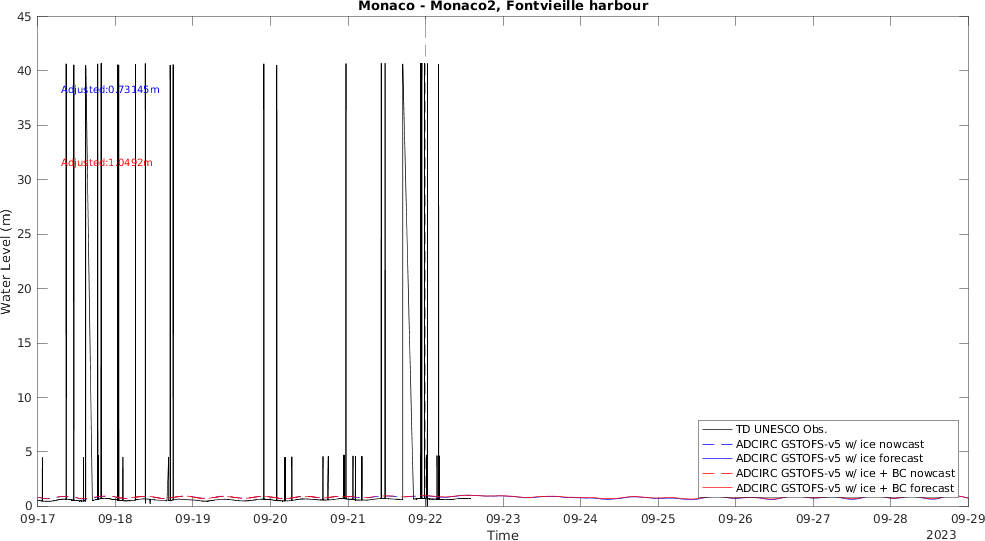 Monaco - Monaco2, Fontvieille harbour
45
40
35
30
25
20
15
10
5
0
Water Level (m)
Adjusted:0.73145m
Adjusted:1.0492m
TD UNESCO Obs.
ADCIRC GSTOFS-v5 w/ ice nowcast
ADCIRC GSTOFS-v5 w/ ice forecast
ADCIRC GSTOFS-v5 w/ ice + BC nowcast
ADCIRC GSTOFS-v5 w/ ice + BC forecast
09-17 09-18 09-19 09-20 09-21 09-22 09-23 09-24 09-25 09-26 09-27 09-28 09-29
Time
2023